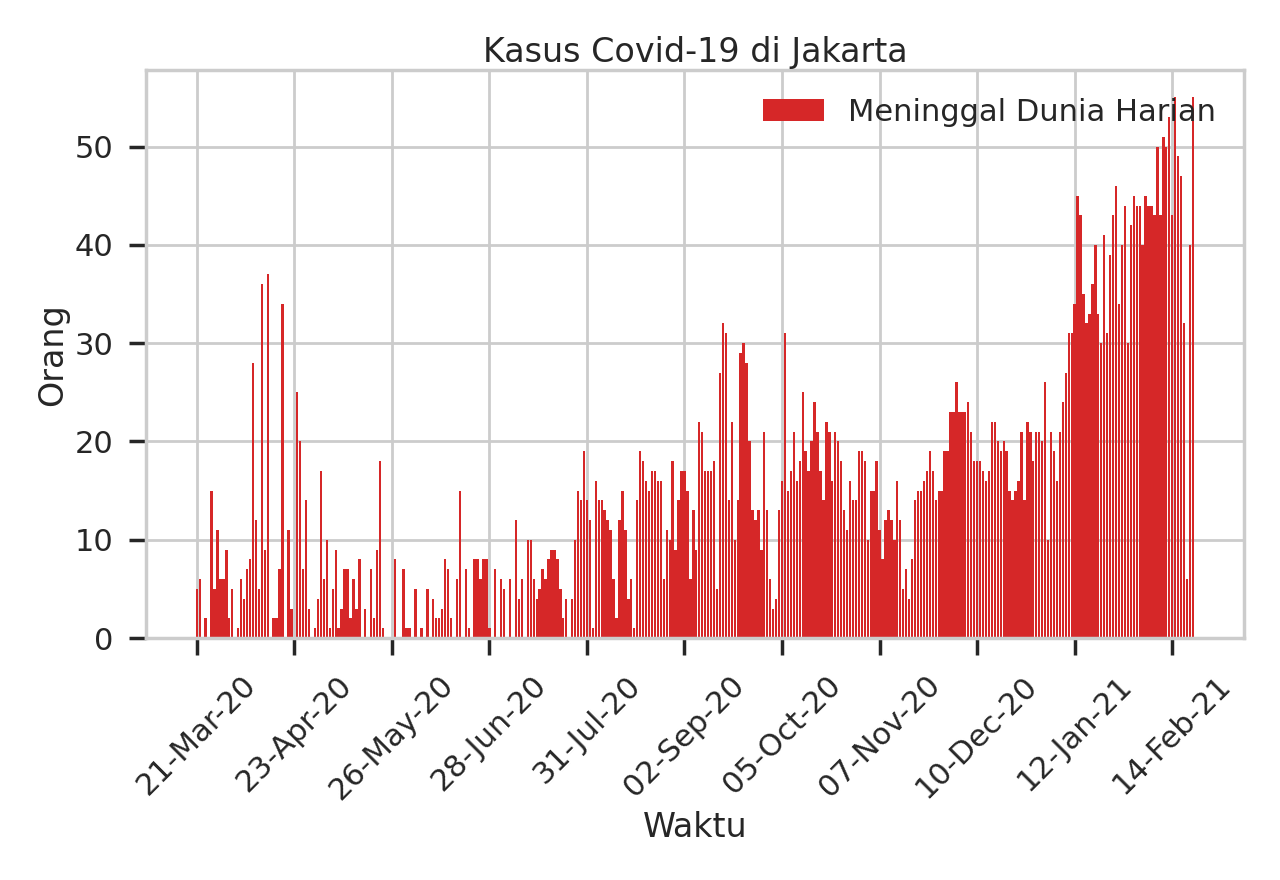 Kasus Covid-19 di Jakarta
Meninggal Dunia Harian
Orang
50
40
30
20
10
0
21-Mar-20
23-Apr-20
26-May-20
28-Jun-20
31-Jul-20
02-Sep-20
05-Oct-20
07-Nov-20
10-Dec-20
12-Jan-21
14-Feb-21
Waktu